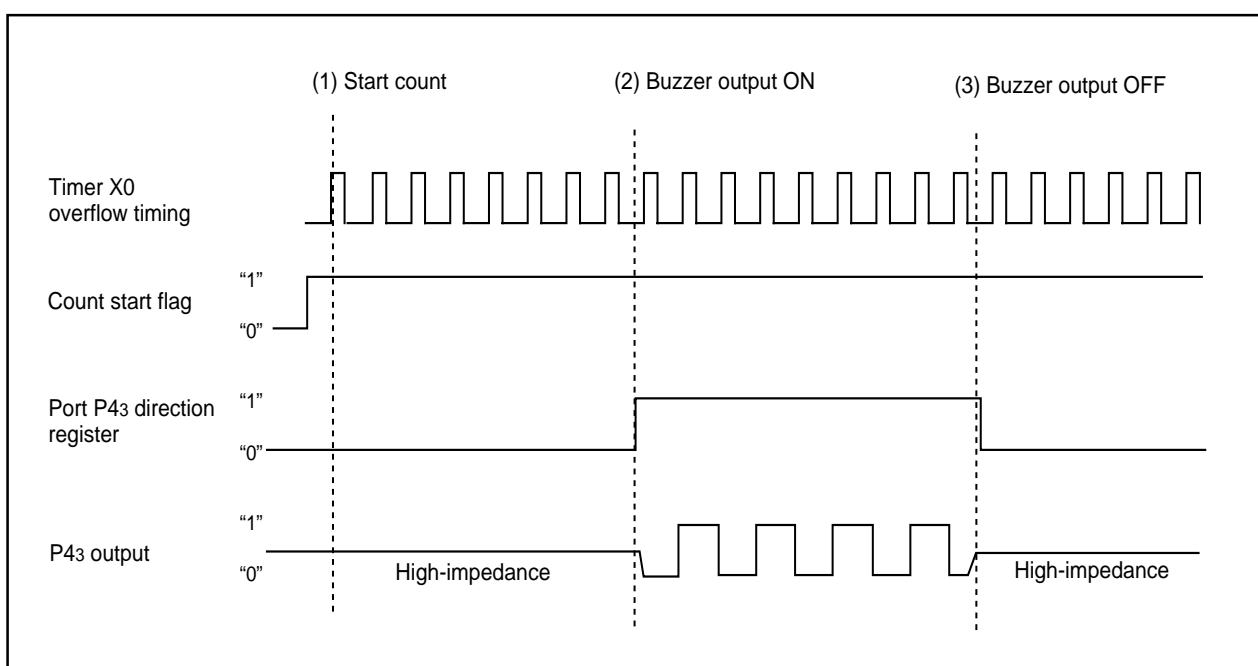 (1) Start count
(2) Buzzer output ON
(3) Buzzer output OFF
Timer X0
overflow timing
“1”
Count start flag
“0”
“1”
Port P43 direction
register
“0”
“1”
P43 output
“0”
High-impedance
High-impedance